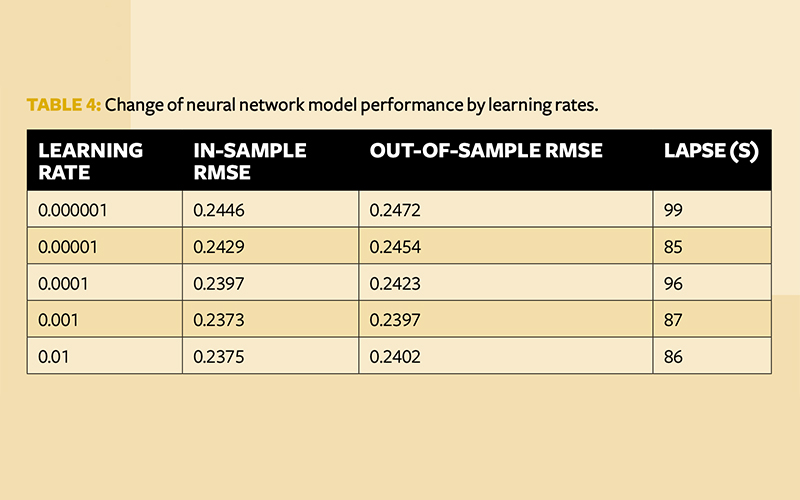 TABLE 4: Change of neural network model performance by learning rates.
LEARNING RATE IN-SAMPLE RMSE OUT-OF-SAMPLE RMSE LAPSE (S)
0.000001 0.2446 0.2472 99
0.00001 0.2429 0.2454 85
0.0001 0.2397 0.2423 96
0.001 0.2373 0.2397 87
0.01 0.2375 0.2402 86